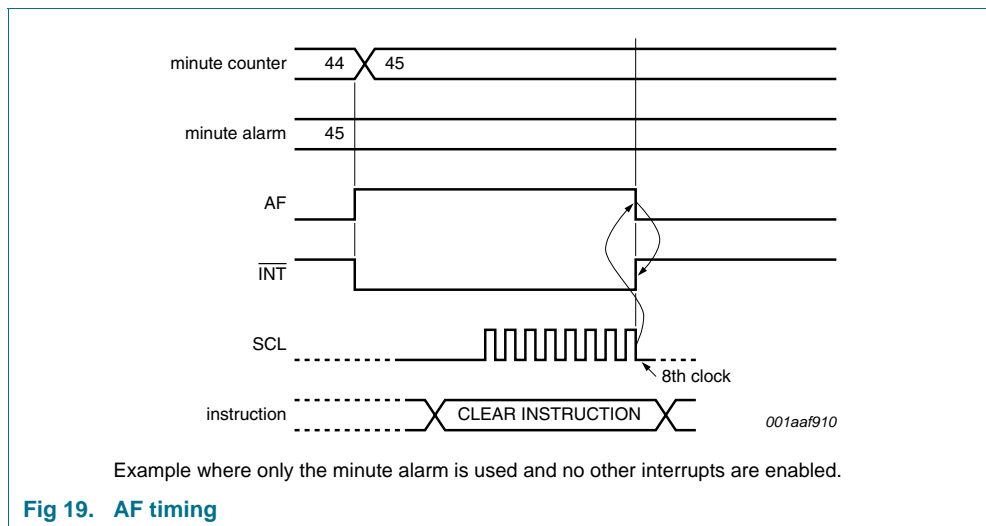 minute counter 44 45
minute alarm 45
AF
INT
SCL
8th clock
instruction CLEAR INSTRUCTION
001aaf910
Example where only the minute alarm is used and no other interrupts are enabled.
Fig 19. AF timing